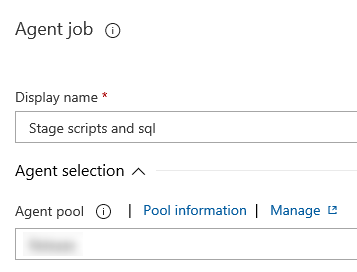 Agent job
Display name *
Stage scripts and sql
Agent selection
Agent pool | Pool information | Manage